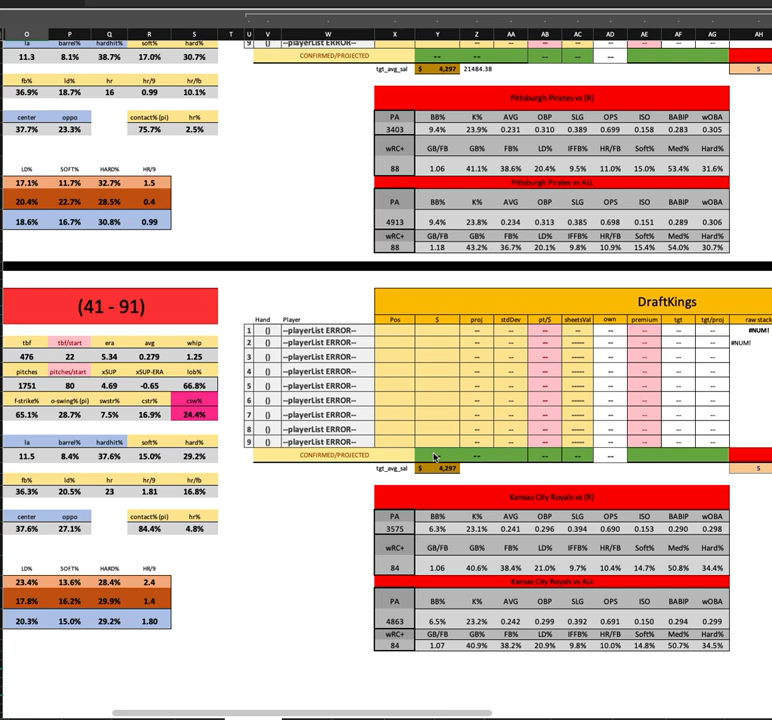 O P Q R S T U V W X Y Z AA AB AC AD AE AF AG AH
la barrel% hardhit% soft% hard% 9 () --playerList ERROR-- -- -- -- -- -- -- -- --
11.3 8.1% 38.7% 17.0% 30.7% CONFIRMED/PROJECTED -- -- --
tgt_avg_sal $ 4,297 21484.38 5
fb% ld% hr hr/9 hr/fb
36.9% 18.7% 16 0.99 10.1%
Pittsburgh Pirates vs (R)
center oppo contact% (pi) hr% PA BB% K% AVG OBP SLG OPS ISO BABIP wOBA
37.7% 23.3% 75.7% 2.5% 3403 9.4% 23.9% 0.231 0.310 0.389 0.699 0.158 0.283 0.305
wRC+ GB/FB GB% FB% LD% IFFB% HR/FB Soft% Med% Hard%
LD% SOFT% HARD% HR/9 88 1.06 41.1% 38.6% 20.4% 9.5% 11.0% 15.0% 53.4% 31.6%
17.1% 11.7% 32.7% 1.5 Pittsburgh Pirates vs ALL
20.4% 22.7% 28.5% 0.4 PA BB% K% AVG OBP SLG OPS ISO BABIP wOBA
18.6% 16.7% 30.8% 0.99 4913 9.4% 23.8% 0.234 0.313 0.385 0.698 0.151 0.289 0.306
wRC+ GB/FB GB% FB% LD% IFFB% HR/FB Soft% Med% Hard%
88 1.18 43.2% 36.7% 20.1% 9.8% 10.9% 15.4% 54.0% 30.7%
(41 - 91) DraftKings
Hand Player Pos $ proj stdDev pt/$ sheetsVal own premium tgt tgt/proj raw stack
1 () --playerList ERROR-- -- -- -- -- -- -- -- -- #NUM!
tbf tbf/start era avg whip 2 () --playerList ERROR-- -- -- -- -- -- -- -- -- #NUM!
476 22 5.34 0.279 1.25 3 () --playerList ERROR-- -- -- -- -- -- -- -- --
pitches pitches/start xSUP xSUP-ERA lob% 4 () --playerList ERROR-- -- -- -- -- -- -- -- --
1751 80 4.69 -0.65 66.8% 5 () --playerList ERROR-- -- -- -- -- -- -- -- --
f-strike% o-swing% (pi) swstr% cstr% csw% 6 () --playerList ERROR-- -- -- -- -- -- -- -- --
65.1% 28.7% 7.5% 16.9% 24.4% 7 () --playerList ERROR-- -- -- -- -- -- -- -- --
8 () --playerList ERROR-- -- -- -- -- -- -- -- --
la barrel% hardhit% soft% hard% 9 () --playerList ERROR-- -- -- -- -- -- -- -- --
11.5 8.4% 37.6% 15.0% 29.2% CONFIRMED/PROJECTED -- -- -- --
tgt_avg_sal $ 4,297 5
fb% ld% hr hr/9 hr/fb
36.3% 20.5% 23 1.81 16.8%
Kansas City Royals vs (R)
center oppo contact% (pi) hr% PA BB% K% AVG OBP SLG OPS ISO BABIP wOBA
37.6% 27.1% 84.4% 4.8% 3575 6.3% 23.1% 0.241 0.296 0.394 0.690 0.153 0.290 0.298
wRC+ GB/FB GB% FB% LD% IFFB% HR/FB Soft% Med% Hard%
LD% SOFT% HARD% HR/9 84 1.06 40.6% 38.4% 21.0% 9.7% 10.4% 14.7% 50.8% 34.4%
23.4% 13.6% 28.4% 2.4 Kansas City Royals vs ALL
17.8% 16.2% 29.9% 1.4 PA BB% K% AVG OBP SLG OPS ISO BABIP wOBA
20.3% 15.0% 29.2% 1.80 4863 6.5% 23.2% 0.242 0.299 0.392 0.691 0.150 0.294 0.299
wRC+ GB/FB GB% FB% LD% IFFB% HR/FB Soft% Med% Hard%
84 1.07 40.9% 38.2% 20.9% 9.8% 10.0% 14.8% 50.7% 34.5%